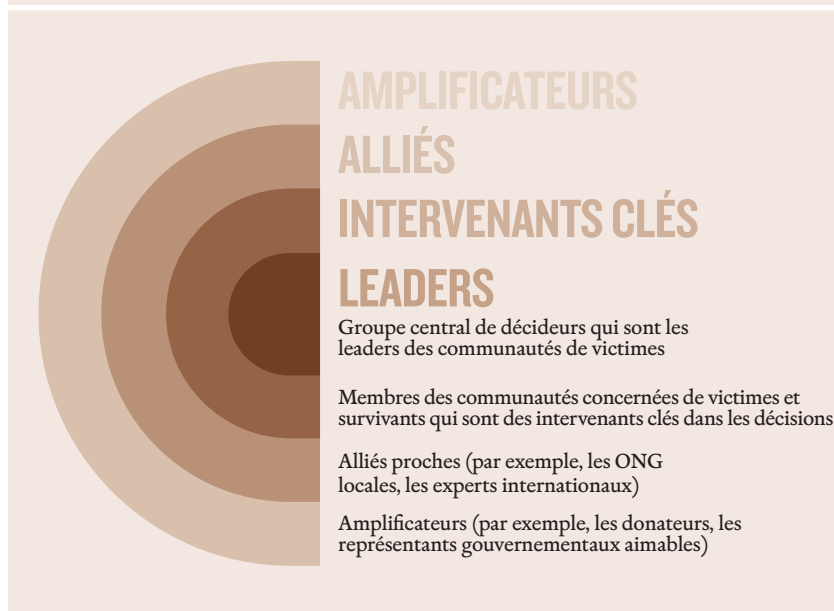 AMPLIFICATEURS
ALLIÉS
INTERVENANTS CLÉS
LEADERS
Groupe central de décideurs qui sont les
leaders des communautés de victimes
Membres des communautés concernées de victimes et
survivants qui sont des intervenants clés dans les décisions
Alliés proches (par exemple, les ONG
locales, les experts internationaux)
Amplificateurs (par exemple, les donateurs, les
représentants gouvernementaux aimables)